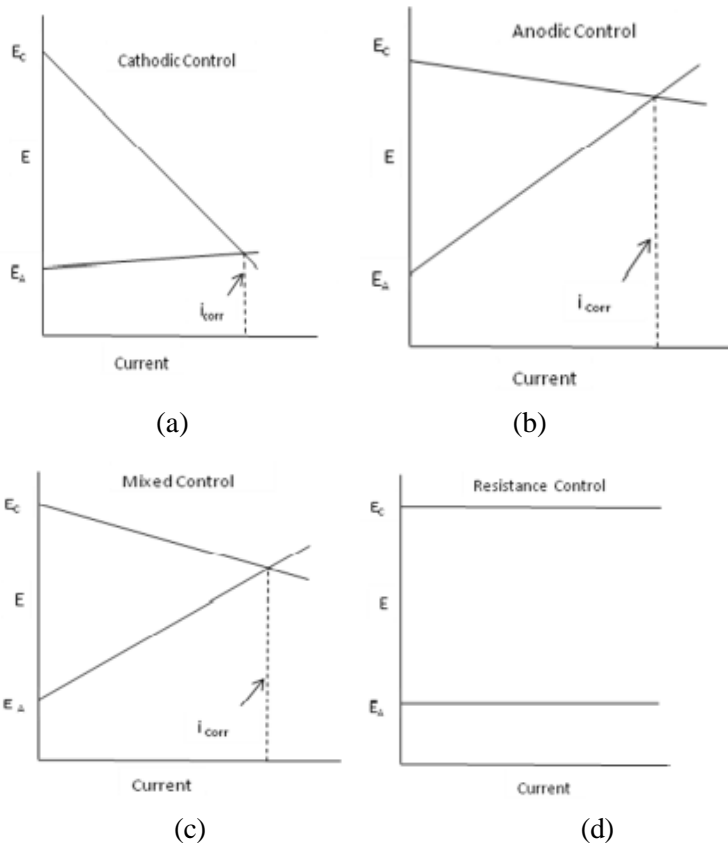 Cathodic Control
E_C
E
E_A
i_corr
Current
(a)
Anodic Control
E_C
E
E_A
i_Corr
Current
(b)
Mixed Control
E_C
E
E_A
i_Corr
Current
(c)
Resistance Control
E_C
E
E_A
Current
(d)